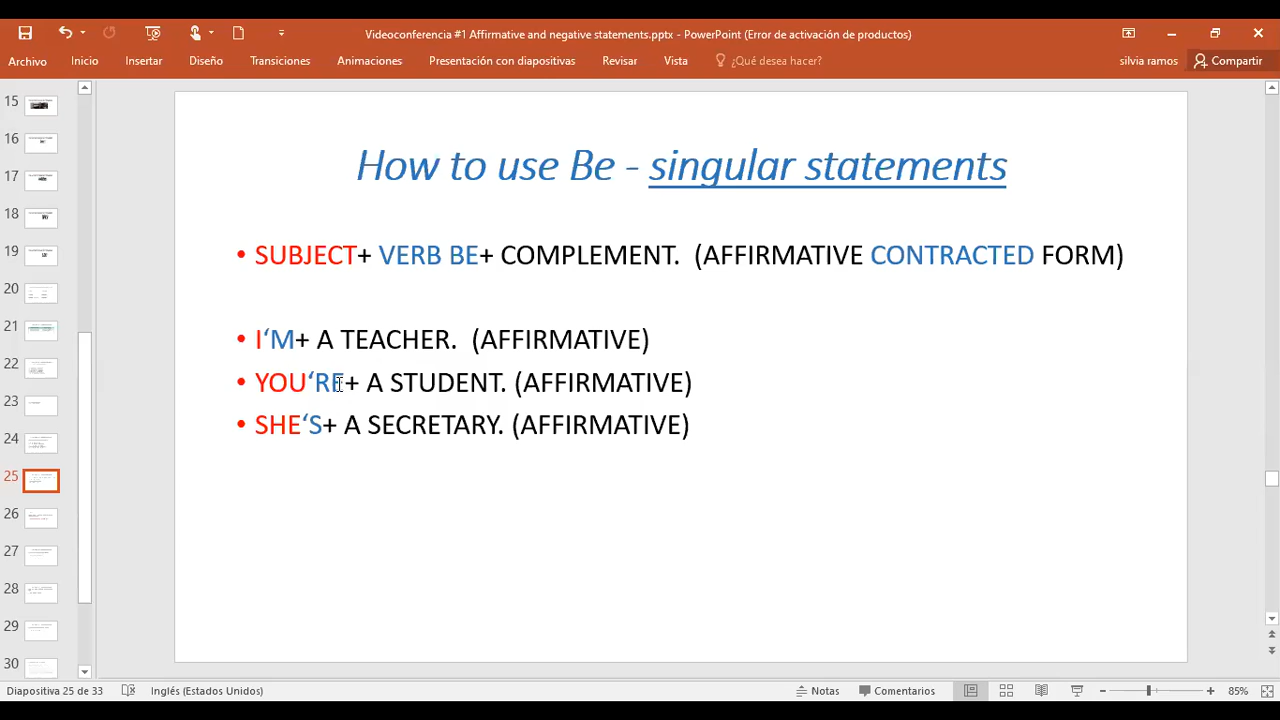 Videoconferencia #1 Affirmative and negative statements.pptx - PowerPoint (Error de activación de productos)
Archivo Inicio Insertar Diseño Transiciones Animaciones Presentación con diapositivas Revisar Vista ¿Qué desea hacer? silvia ramos Compartir
15
16
17
18
19
20
21
22
23
24
25
26
27
28
29
30
How to use Be - singular statements
• SUBJECT+ VERB BE+ COMPLEMENT. (AFFIRMATIVE CONTRACTED FORM)
• I‘M+ A TEACHER. (AFFIRMATIVE)
• YOU‘RE+ A STUDENT. (AFFIRMATIVE)
• SHE‘S+ A SECRETARY. (AFFIRMATIVE)
Diapositiva 25 de 33 Inglés (Estados Unidos) Notas Comentarios 85%